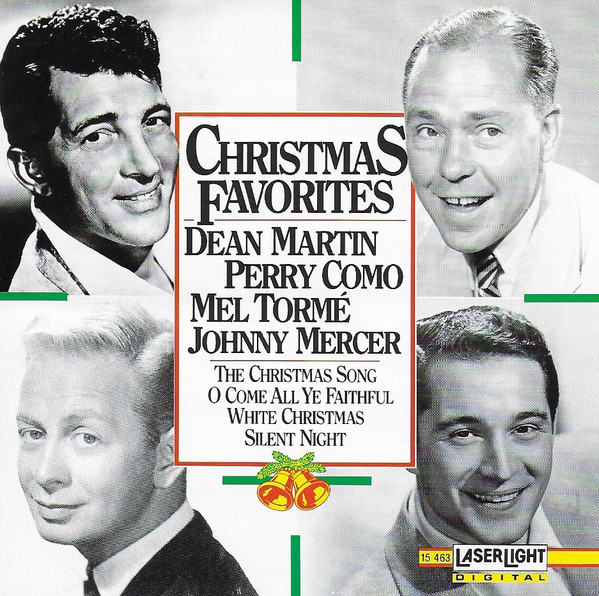 CHRISTMAS
FAVORITES
DEAN MARTIN
PERRY COMO
MEL TORMÉ
JOHNNY MERCER
THE CHRISTMAS SONG
O COME ALL YE FAITHFUL
WHITE CHRISTMAS
SILENT NIGHT
15 463 LASERLIGHT
DIGITAL